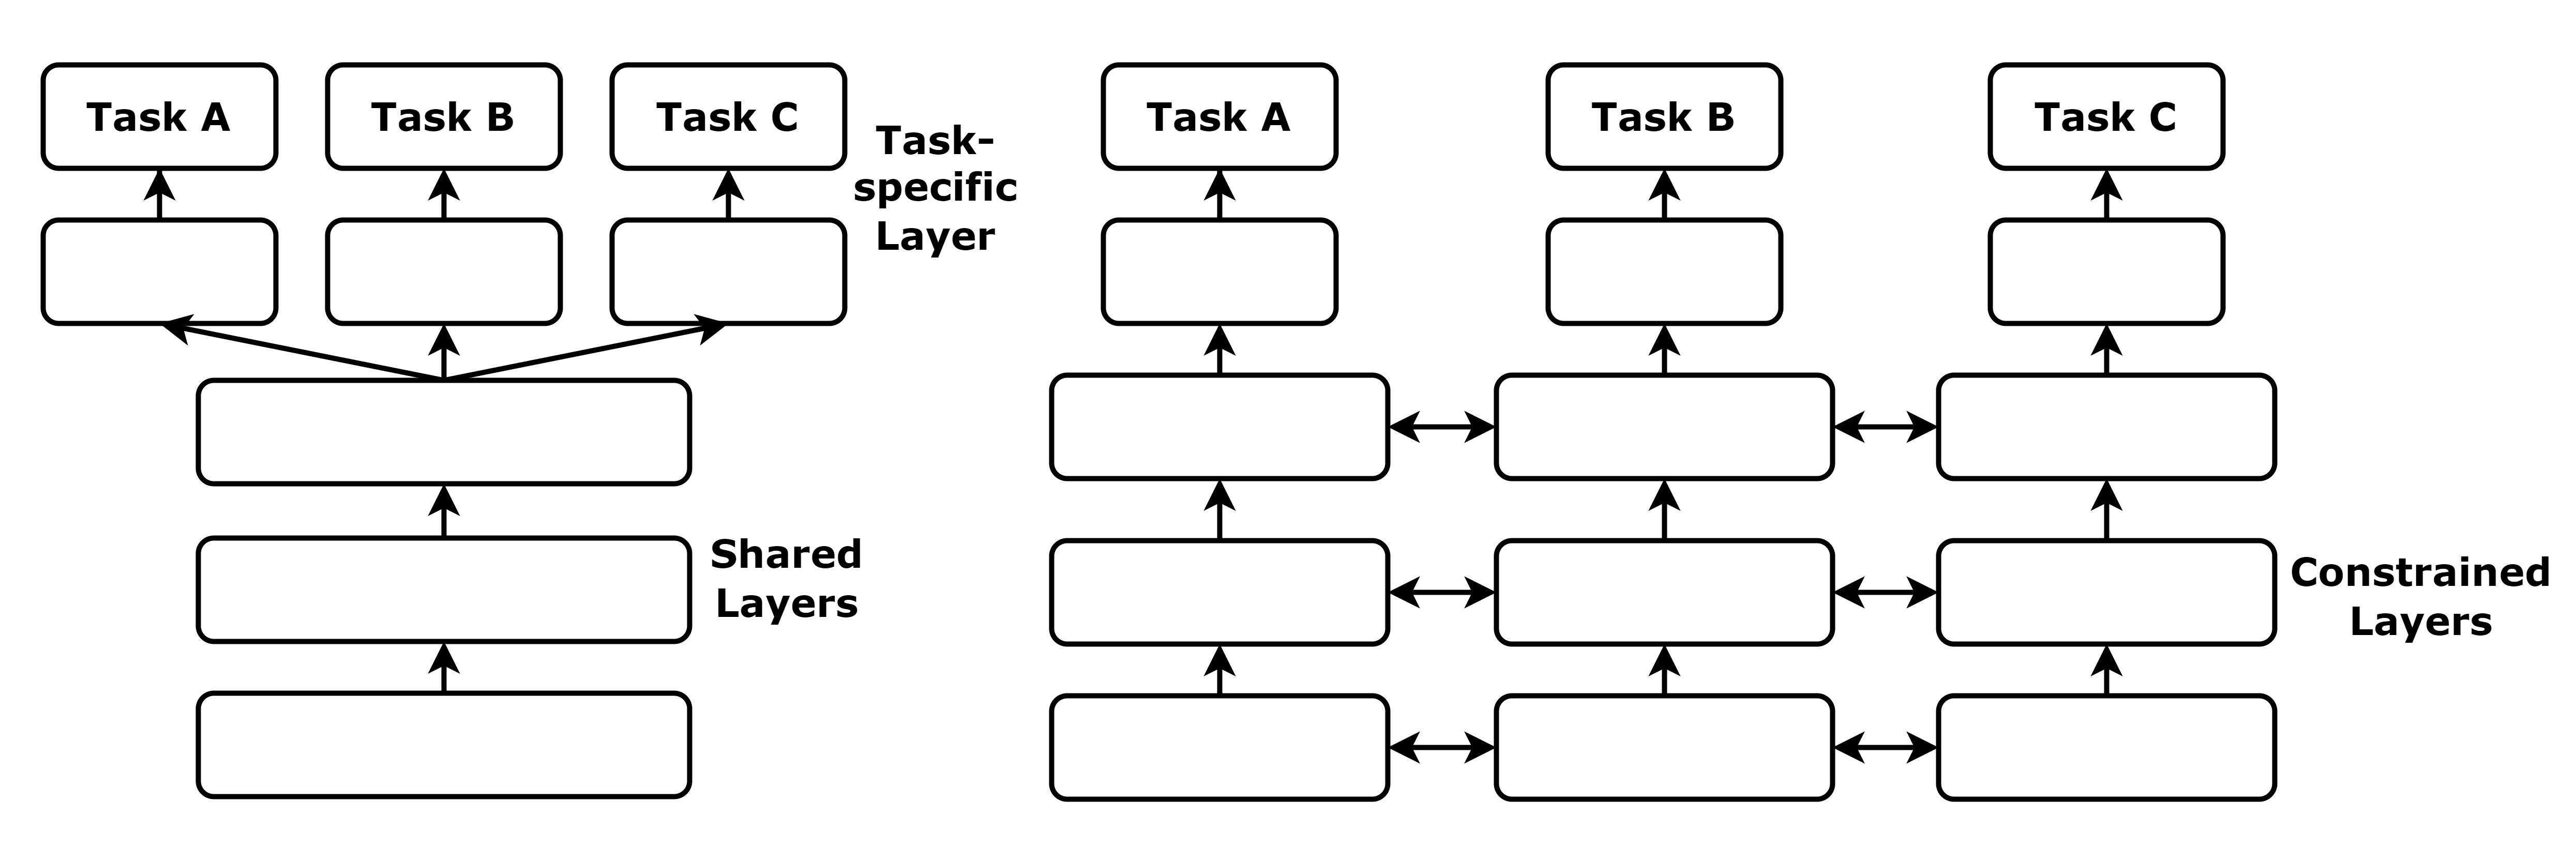 Task A
Task B
Task C
Task-
specific
Layer
Shared
Layers
Task A
Task B
Task C
Constrained
Layers